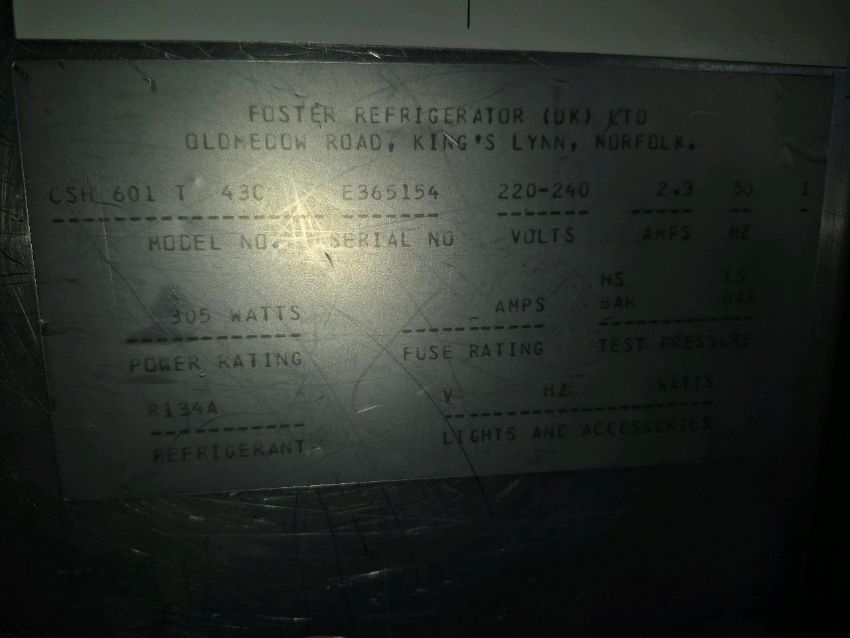 FOSTER REFRIGERATOR (UK) LTD
OLDMEDOW ROAD, KING'S LYNN, NORFOLK.
CSH 601 T 43C E365154 220-240 2.3 50 1
MODEL NO. SERIAL NO VOLTS AMPS HZ
HS LS
305 WATTS AMPS BAR BAR
POWER RATING FUSE RATING TEST PRESSURE
R134A V HZ WATTS
REFRIGERANT LIGHTS AND ACCESSORIES